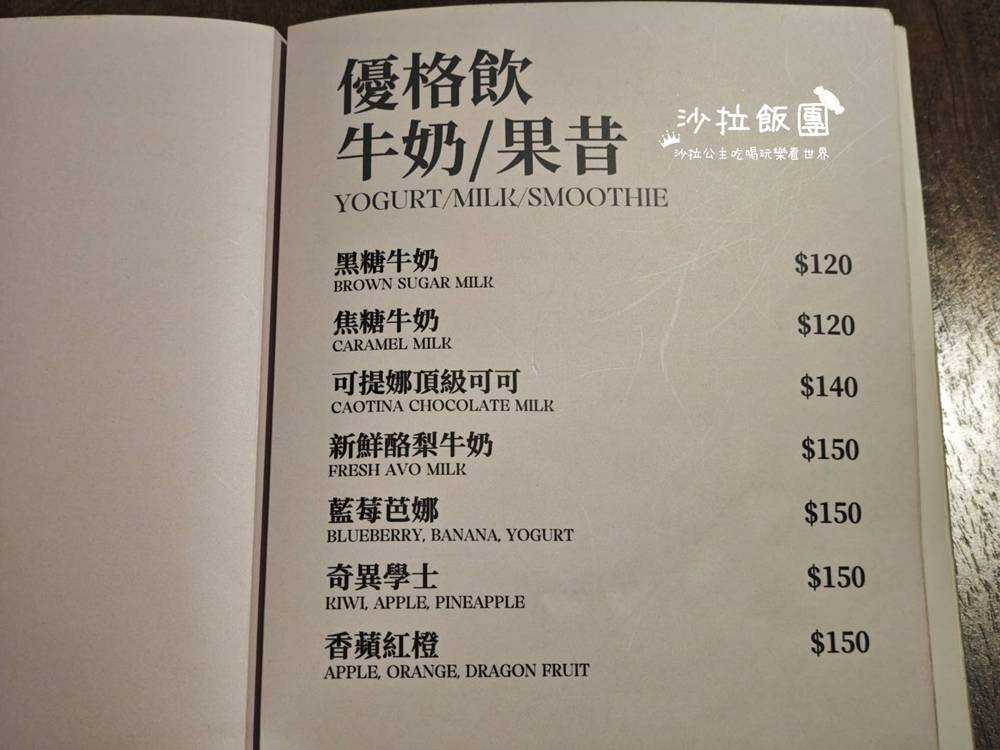 優格飲
牛奶/果昔
YOGURT/MILK/SMOOTHIE
沙拉飯團
沙拉公主吃喝玩樂看世界
黑糖牛奶 $120
BROWN SUGAR MILK
焦糖牛奶 $120
CARAMEL MILK
可提娜頂級可可 $140
CAOTINA CHOCOLATE MILK
新鮮酪梨牛奶 $150
FRESH AVO MILK
藍莓芭娜 $150
BLUEBERRY, BANANA, YOGURT
奇異學士 $150
KIWI, APPLE, PINEAPPLE
香蘋紅橙 $150
APPLE, ORANGE, DRAGON FRUIT